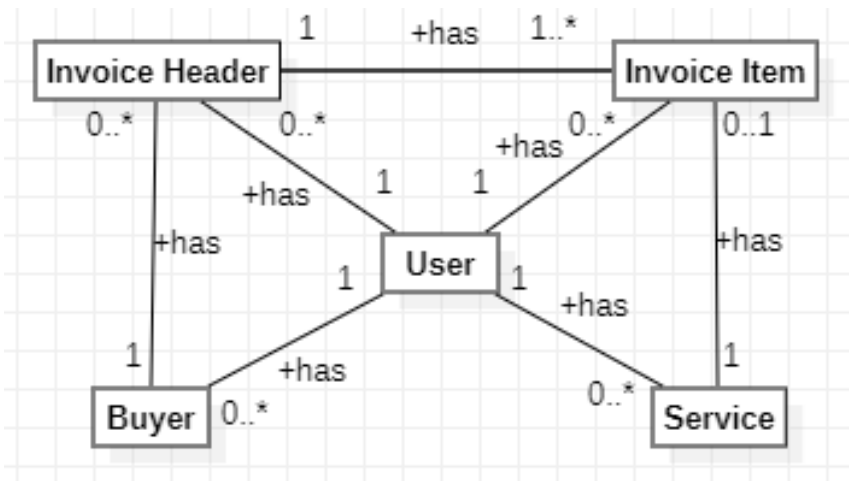 1 +has 1..*
Invoice Header Invoice Item
0..* 0..* 0..* 0..1
+has
+has 1 1
+has +has
User
1 1
+has
1 +has 1
0..* 0..*
Buyer Service